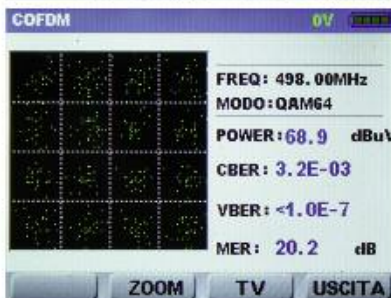 COFDM 0V
FREQ: 498.00MHz
MODO:QAM64
POWER:68.9 dBuV
CBER: 3.2E-03
VBER: <1.0E-7
MER: 20.2 dB
ZOOM TV USCITA